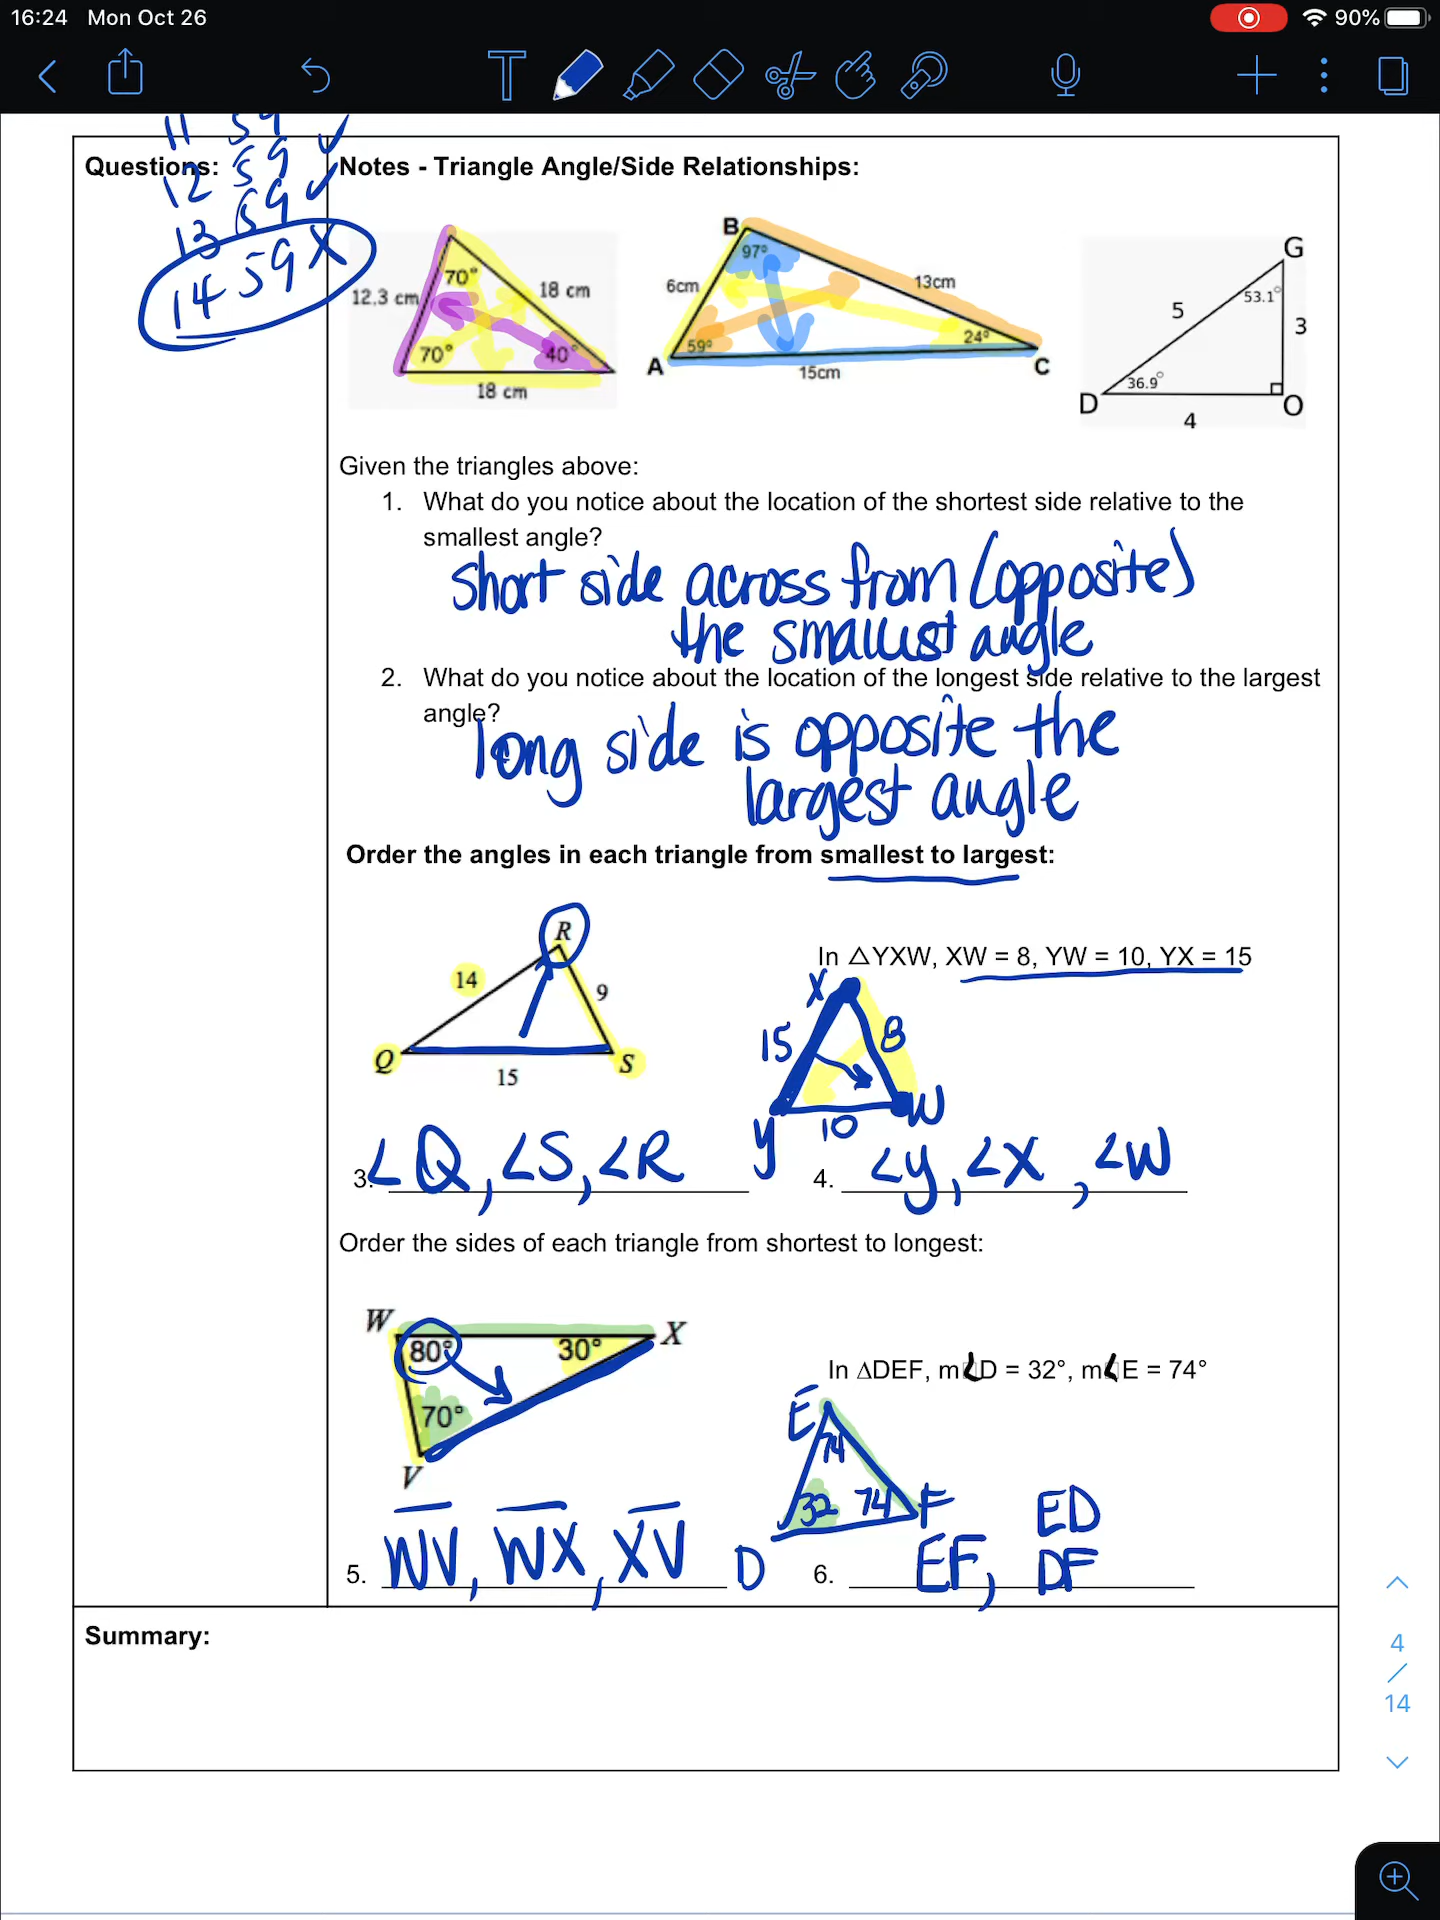 16:24 Mon Oct 26
90%
T
11 59 ✓
12 59 ✓
13 59
14 59 X
Questions:
Notes - Triangle Angle/Side Relationships:
70°
12.3 cm
18 cm
70°
40°
18 cm
B
97°
6cm
13cm
59°
24°
A
C
15cm
G
53.1°
5
3
36.9°
D
O
4
Given the triangles above:
1. What do you notice about the location of the shortest side relative to the
smallest angle?
short side across from (opposite)
the smallest angle
2. What do you notice about the location of the longest side relative to the largest
angle?
long side is opposite the
largest angle
Order the angles in each triangle from smallest to largest:
R
14
9
Q
S
15
In △YXW, XW = 8, YW = 10, YX = 15
X
15
8
W
y
10
3. ∠Q, ∠S, ∠R
4. ∠y, ∠X, ∠W
Order the sides of each triangle from shortest to longest:
W
X
80°
30°
70°
V
In ΔDEF, m∠D = 32°, m∠E = 74°
E
74
32
74
F
D
5. W̅V̅, W̅X̅, X̅V̅
6. EF, ED
DF
Summary:
4
/
14